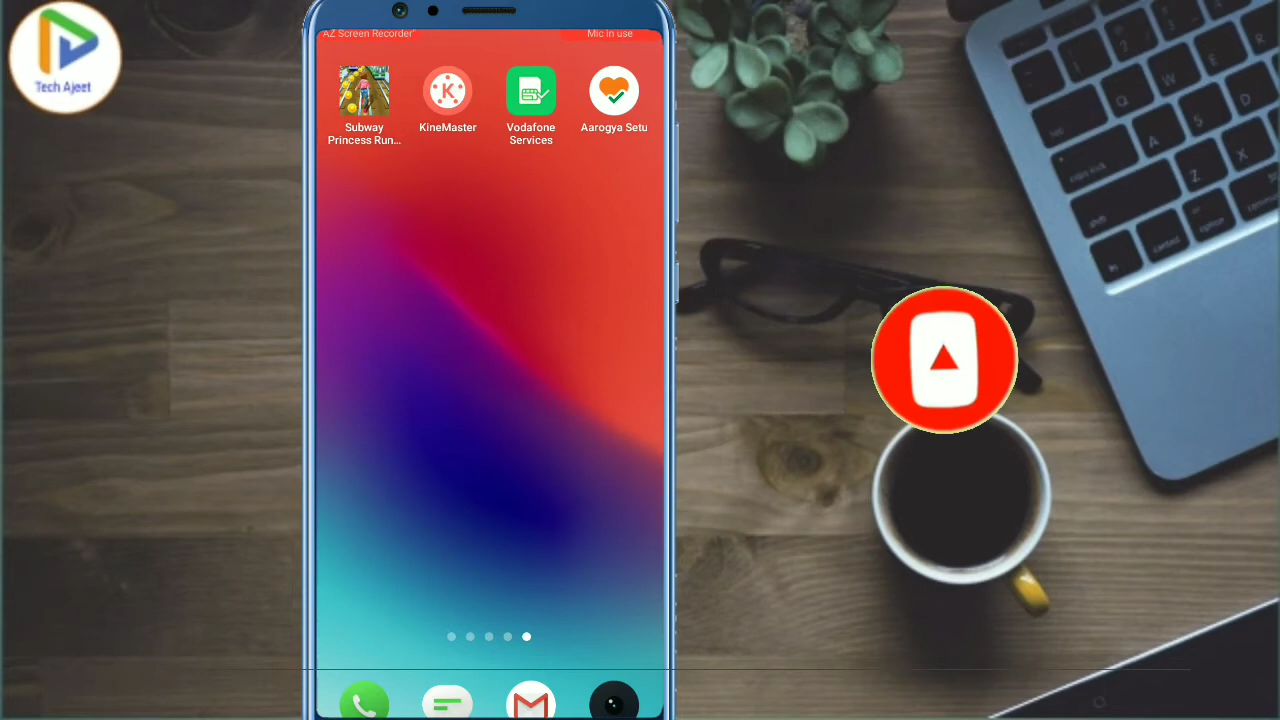 Tech Ajeet
AZ Screen Recorder"
Mic in use
Subway
Princess Run...
KineMaster
Vodafone
Services
Aarogya Setu
K